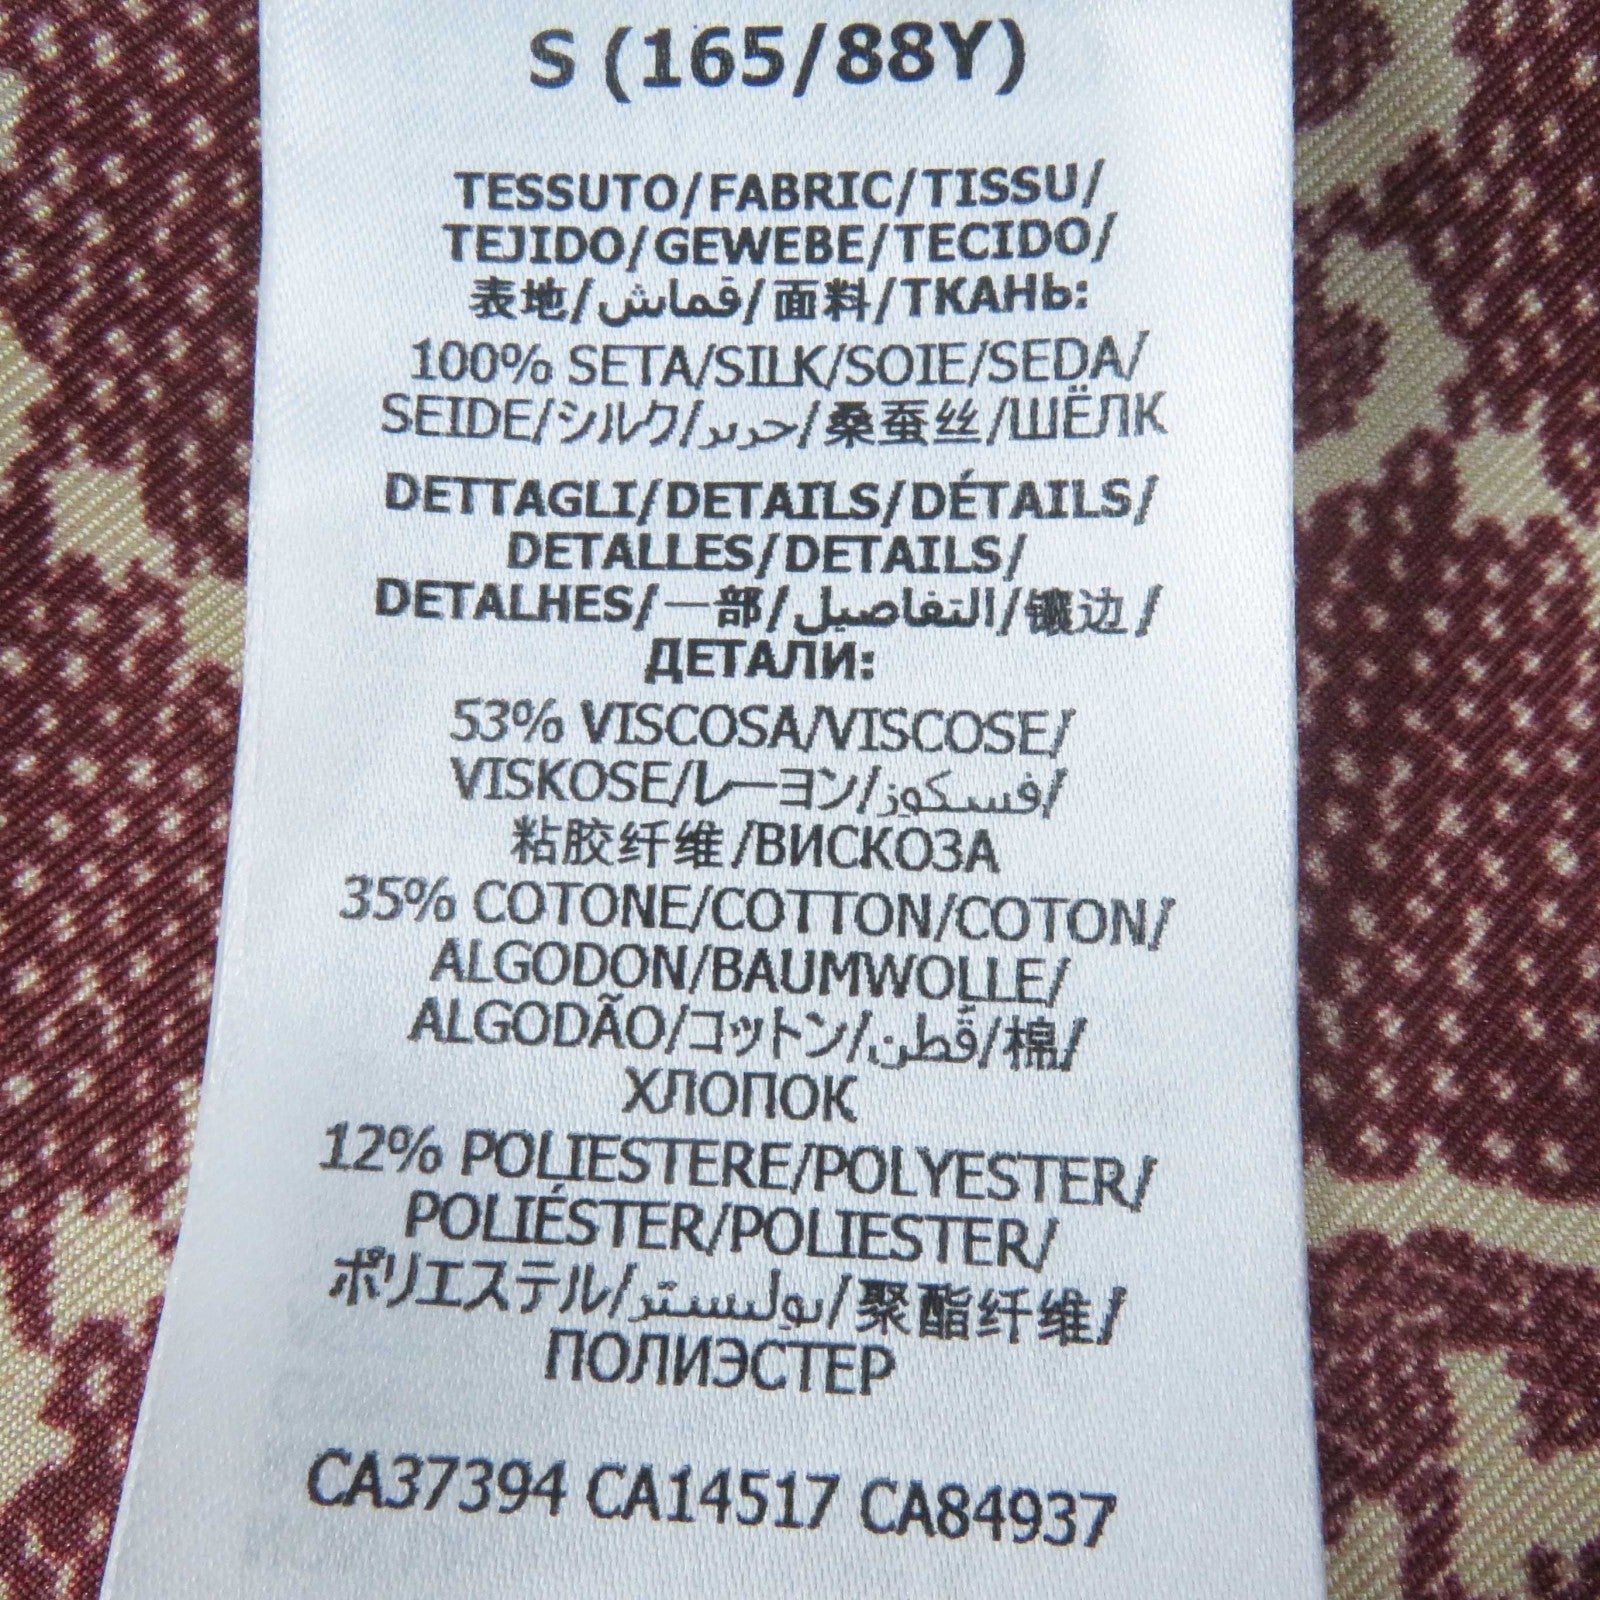 S (165/88Y)
TESSUTO/FABRIC/TISSU/
TEJIDO/GEWEBE/TECIDO/
表地/قماش/面料/ТКАНЬ:
100% SETA/SILK/SOIE/SEDA/
SEIDE/シルク/حرير/桑蚕丝/ШЁЛК
DETTAGLI/DETAILS/DÉTAILS/
DETALLES/DETAILS/
DETALHES/一部/التفاصيل/镶边/
ДЕТАЛИ:
53% VISCOSA/VISCOSE/
VISKOSE/レーヨン/فسكوز/
粘胶纤维/ВИСКОЗА
35% COTONE/COTTON/COTON/
ALGODON/BAUMWOLLE/
ALGODÃO/コットン/قطن/棉/
ХЛОПОК
12% POLIESTERE/POLYESTER/
POLIÉSTER/POLIESTER/
ポリエステル/بوليستر/聚酯纤维/
ПОЛИЭСТЕР
CA37394 CA14517 CA84937